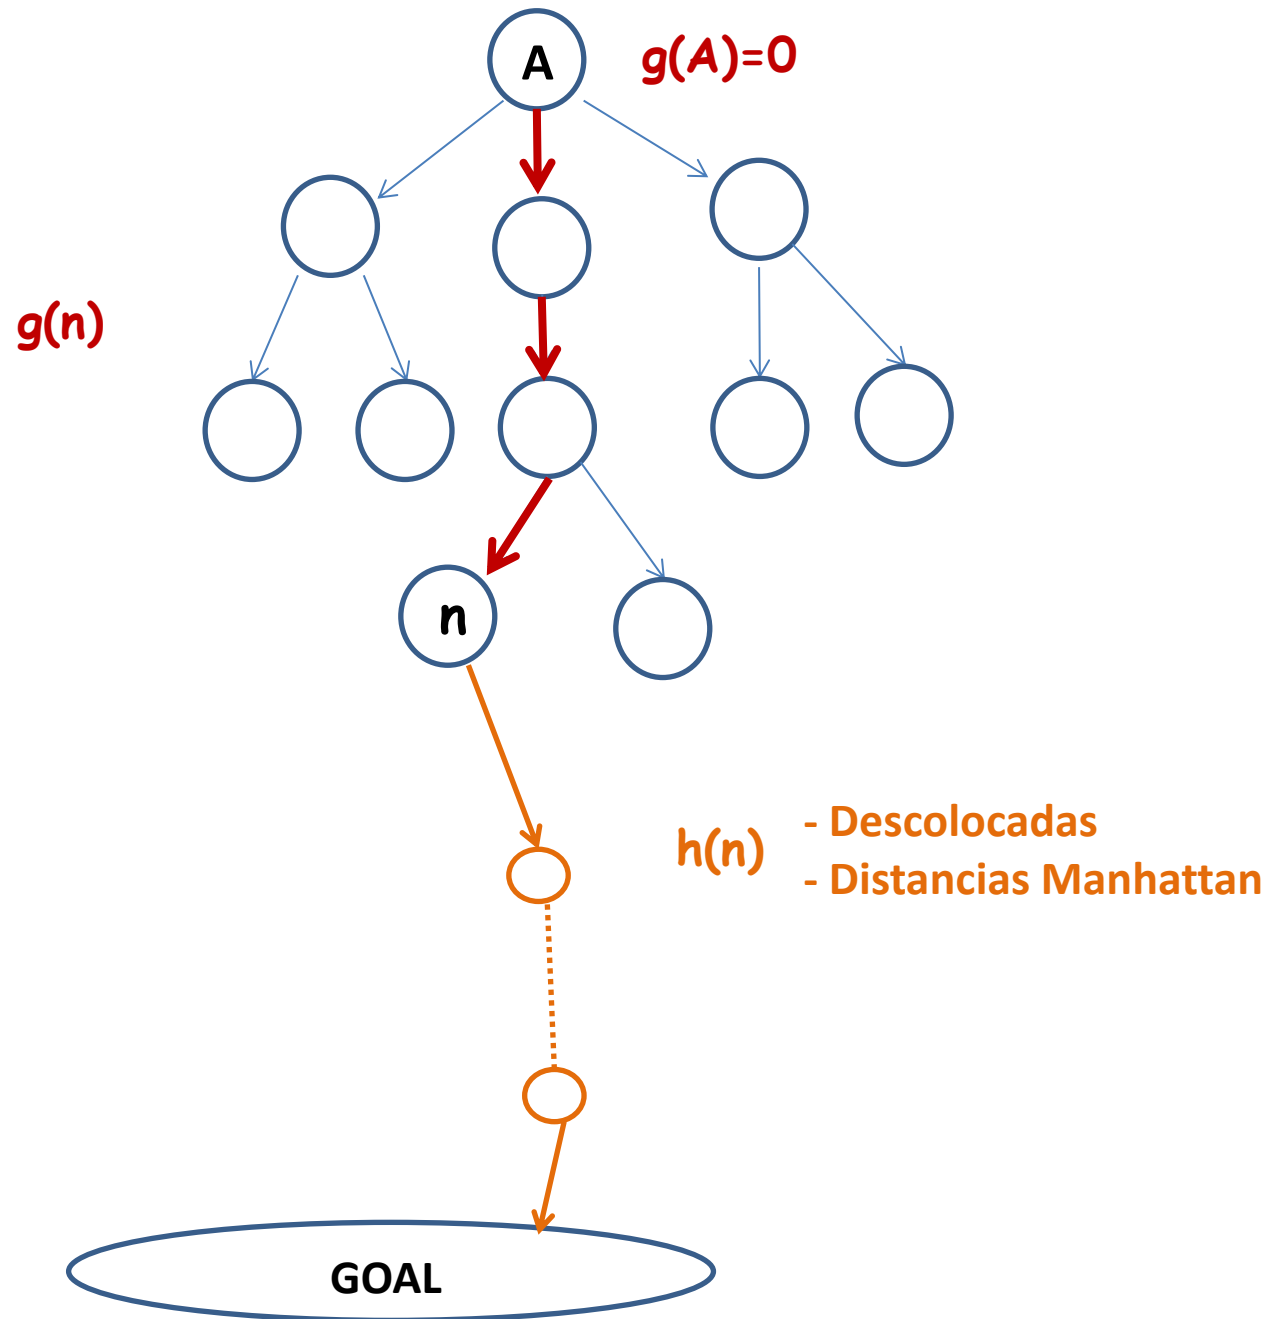 A
g(A)=0
g(n)
n
h(n)
- Descolocadas
- Distancias Manhattan
GOAL